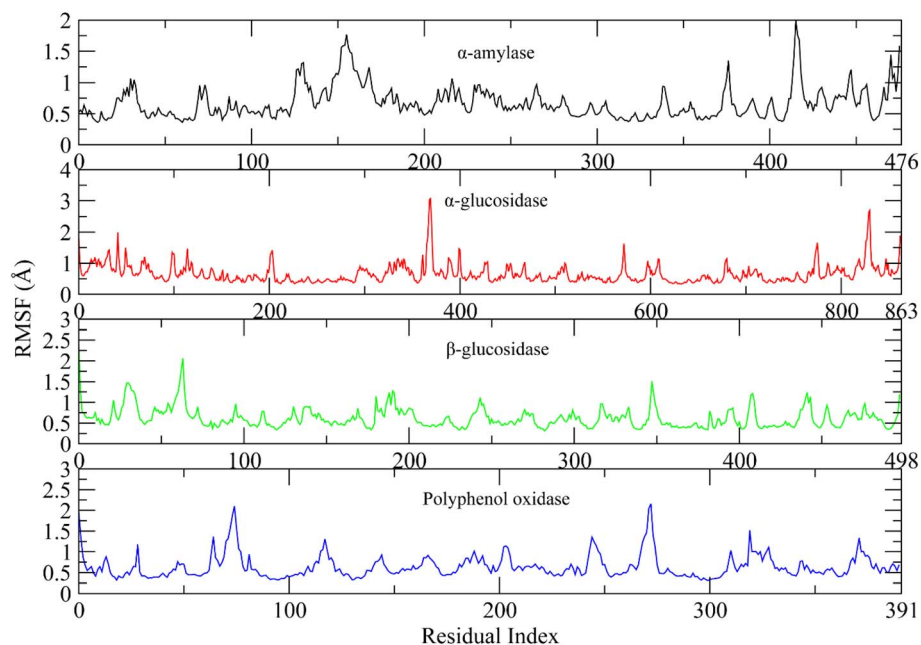 2
1.5
α-amylase
1
0.5
0
0 100 200 300 400 476
4
α-glucosidase
3
2
1
0
0 200 400 600 800 863
3
2.5
β-glucosidase
2
1.5
1
0.5
0
0 100 200 300 400 498
3
2.5
Polyphenol oxidase
2
1.5
1
0.5
0
0 100 200 300 391
RMSF (Å)
Residual Index